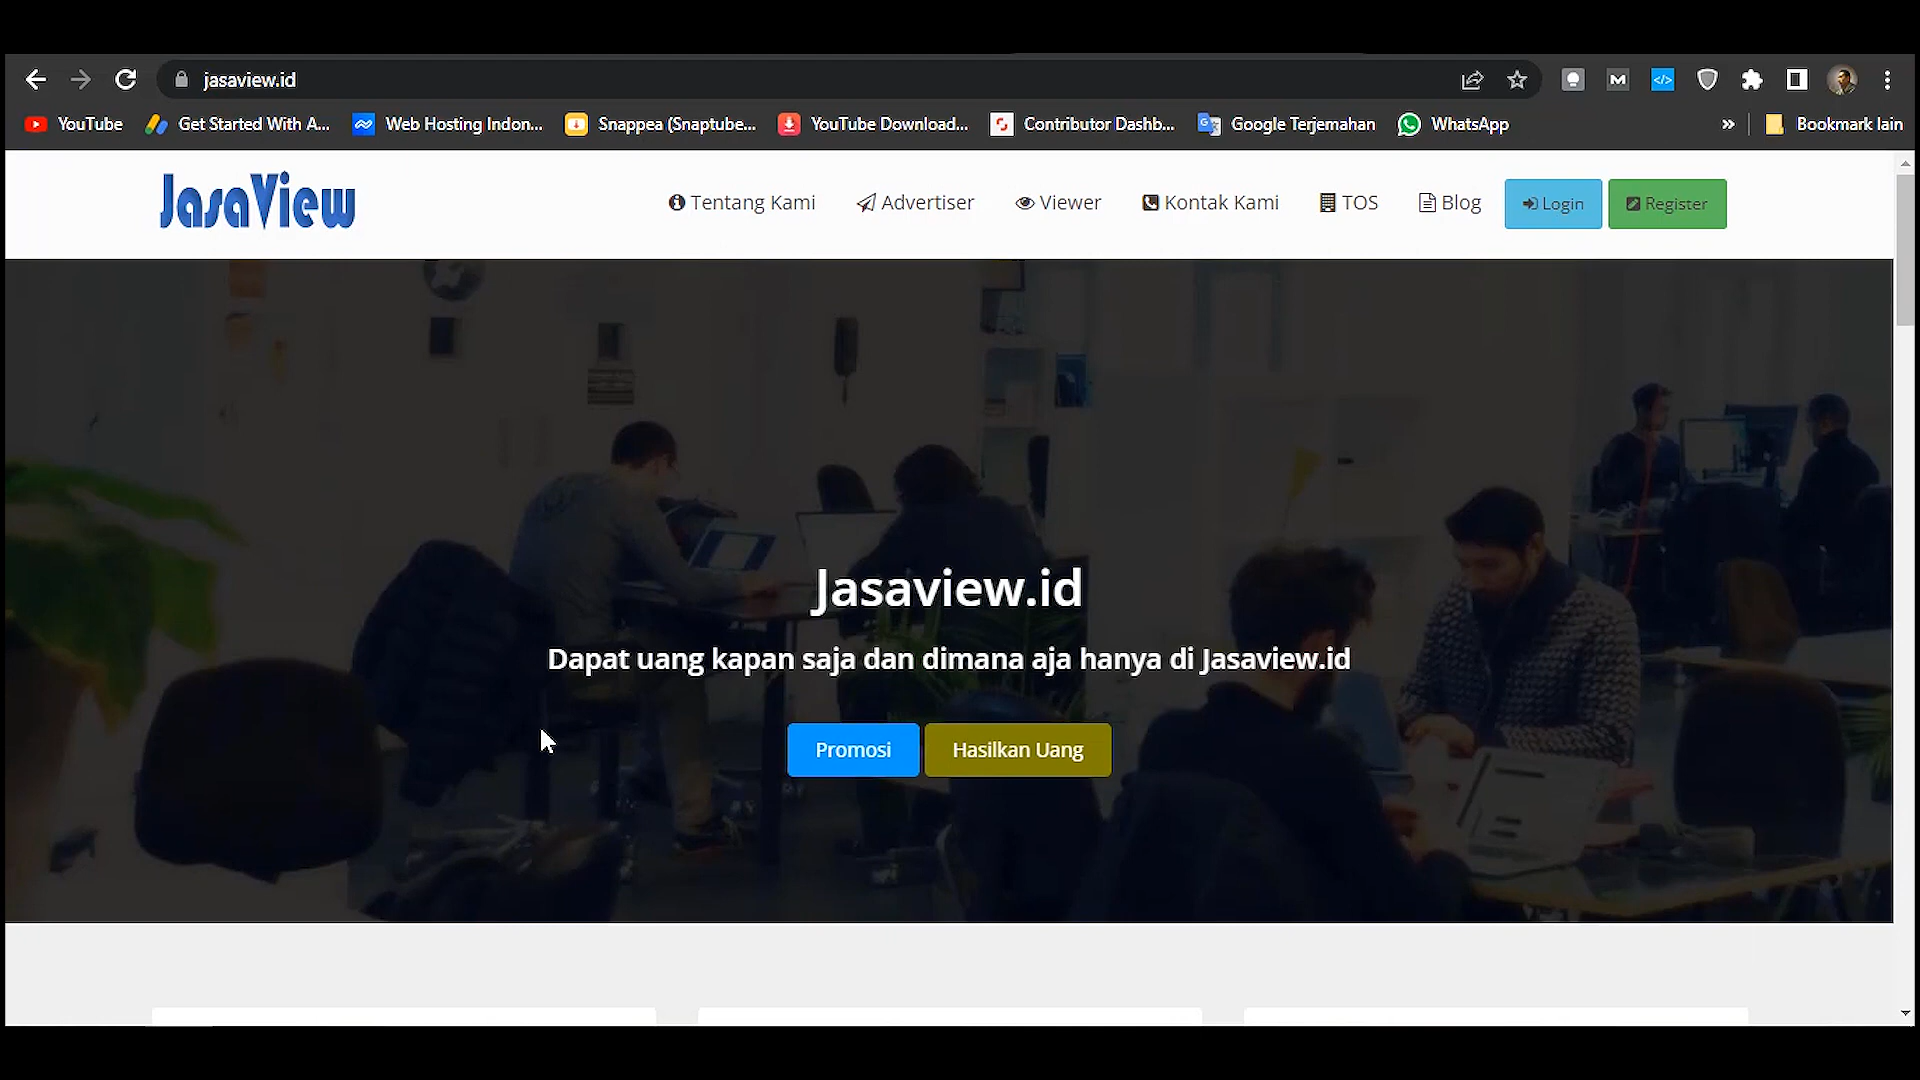 jasaview.id
YouTube Get Started With A... Web Hosting Indon... Snappea (Snaptube... YouTube Download... Contributor Dashb... Google Terjemahan WhatsApp » Bookmark lain
JasaView
Tentang Kami Advertiser Viewer Kontak Kami TOS Blog Login Register
Jasaview.id
Dapat uang kapan saja dan dimana aja hanya di Jasaview.id
Promosi Hasilkan Uang